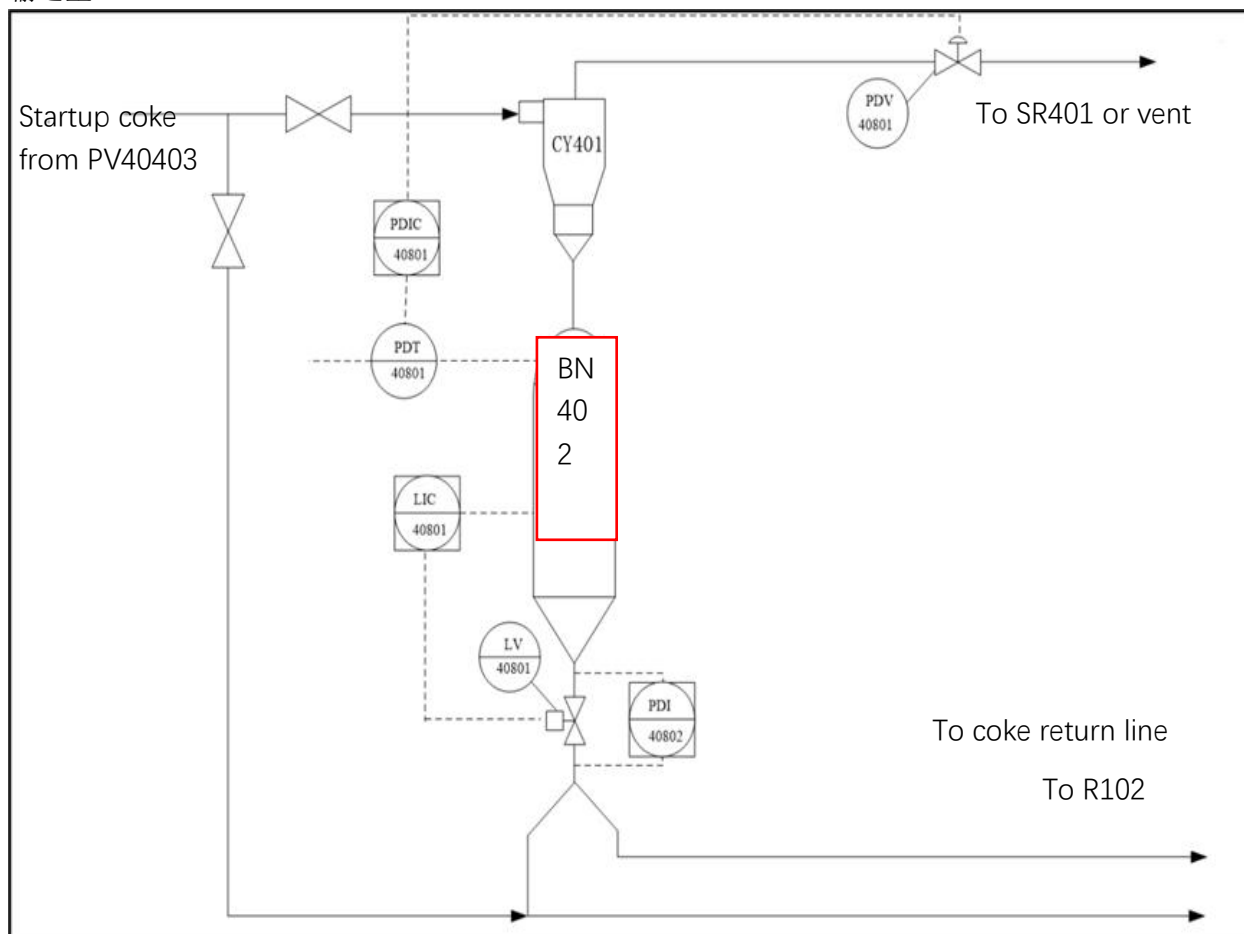 Startup coke
from PV40403
CY401
PDV
40801
To SR401 or vent
PDIC
40801
PDT
40801
BN
40
2
LIC
40801
LV
40801
PDI
40802
To coke return line
To R102